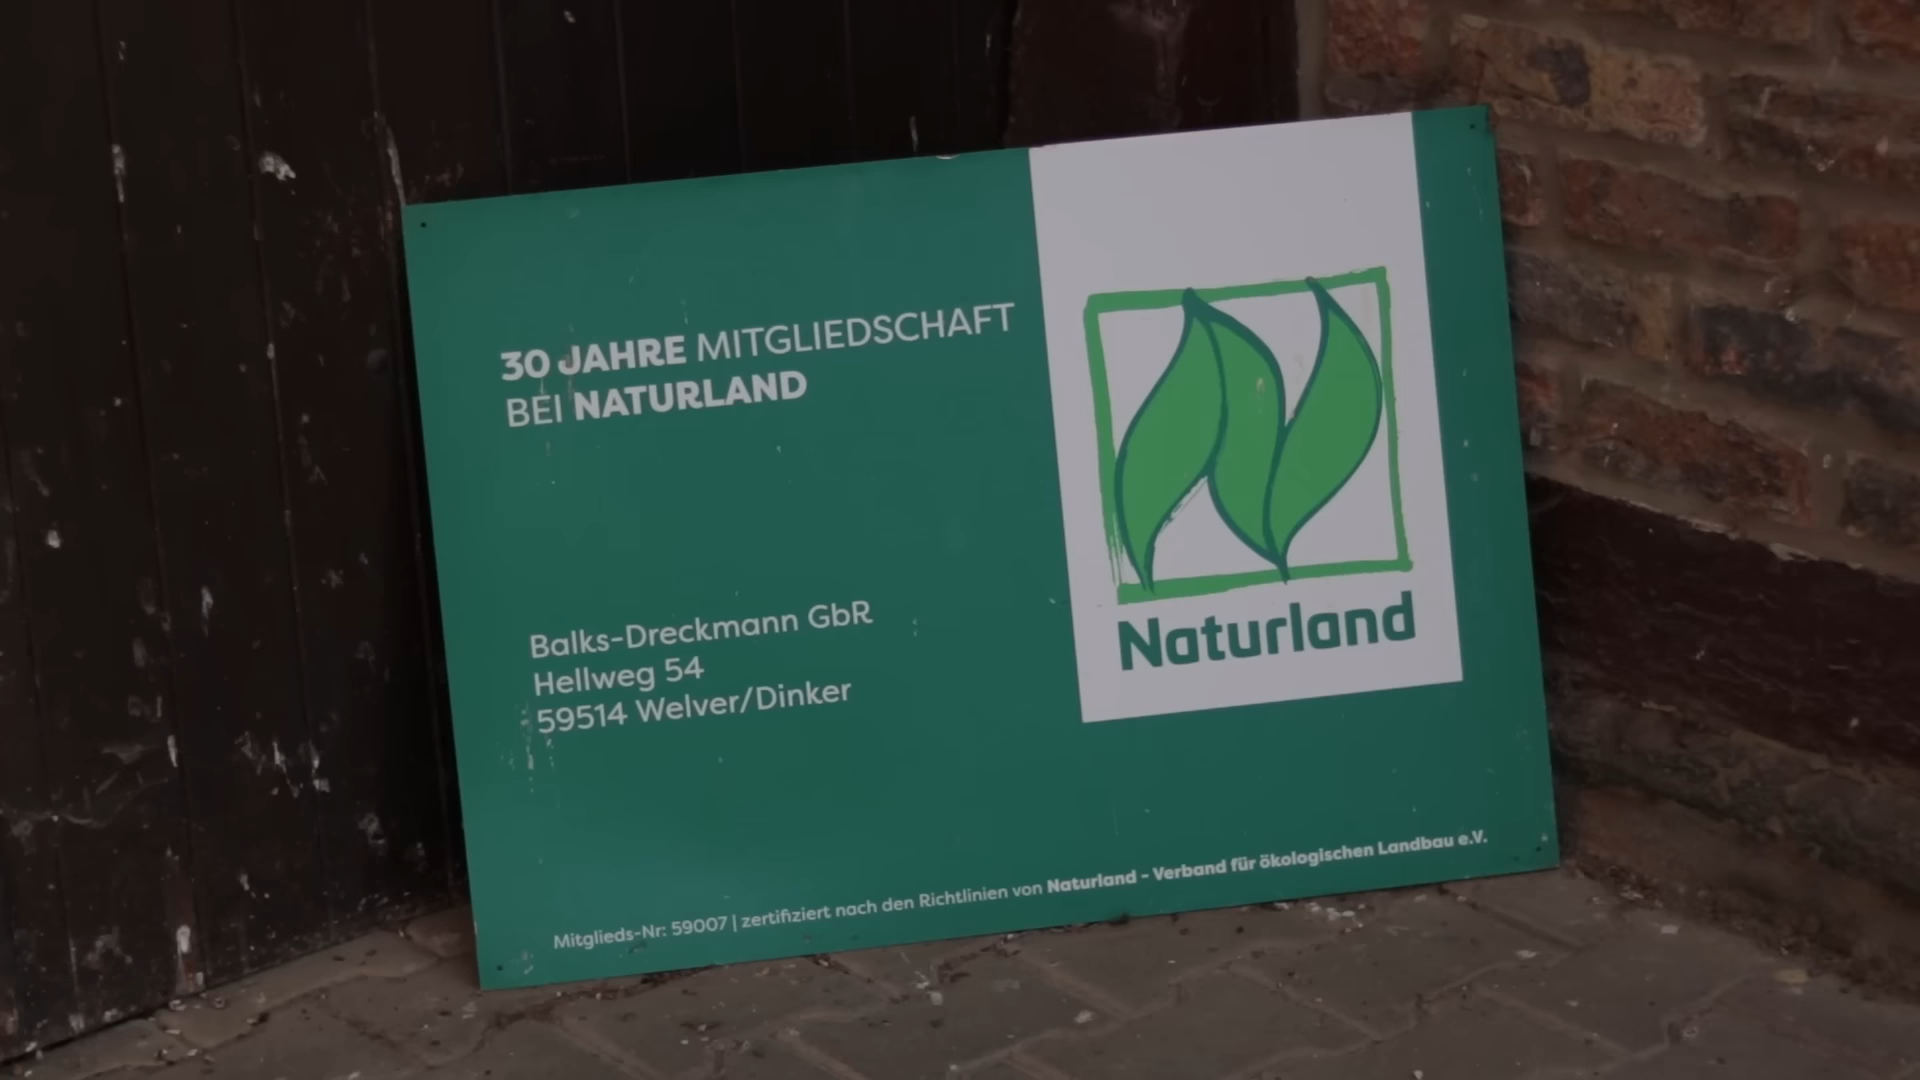 30 JAHRE MITGLIEDSCHAFT
BEI NATURLAND
Balks-Dreckmann GbR
Hellweg 54
59514 Welver/Dinker
Naturland
Mitglieds-Nr: 59007 | zertifiziert nach den Richtlinien von Naturland - Verband für ökologischen Landbau e.V.